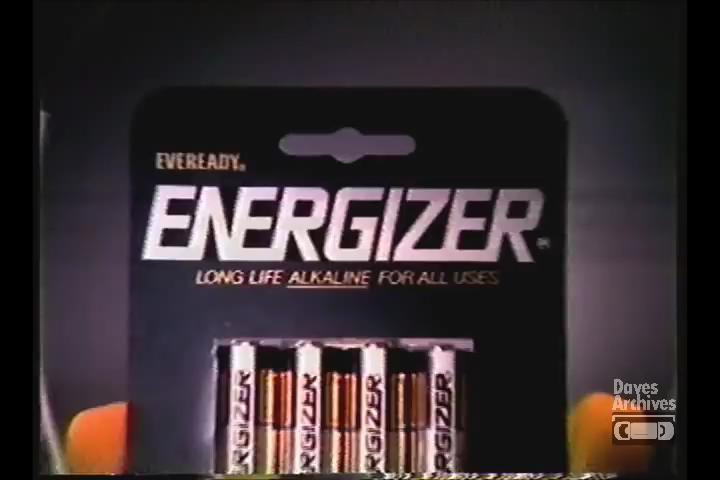 EVEREADY®
ENERGIZER®
LONG LIFE ALKALINE FOR ALL USES
ENERGIZER ENERGIZER ENERGIZER ENERGIZER
Daves
Archives